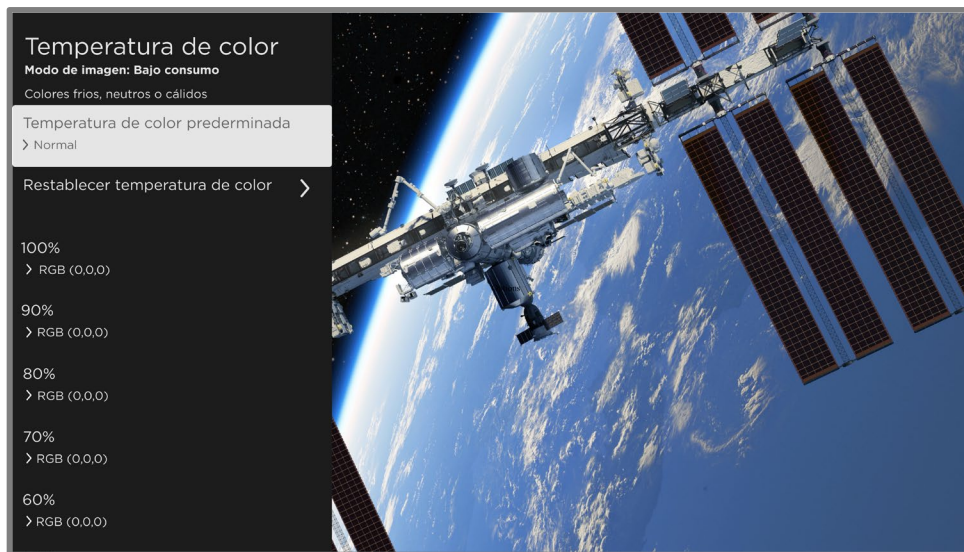 Temperatura de color
Modo de imagen: Bajo consumo
Colores frios, neutros o cálidos
Temperatura de color prederminada
> Normal
Restablecer temperatura de color >
100%
> RGB (0,0,0)
90%
> RGB (0,0,0)
80%
> RGB (0,0,0)
70%
> RGB (0,0,0)
60%
> RGB (0,0,0)